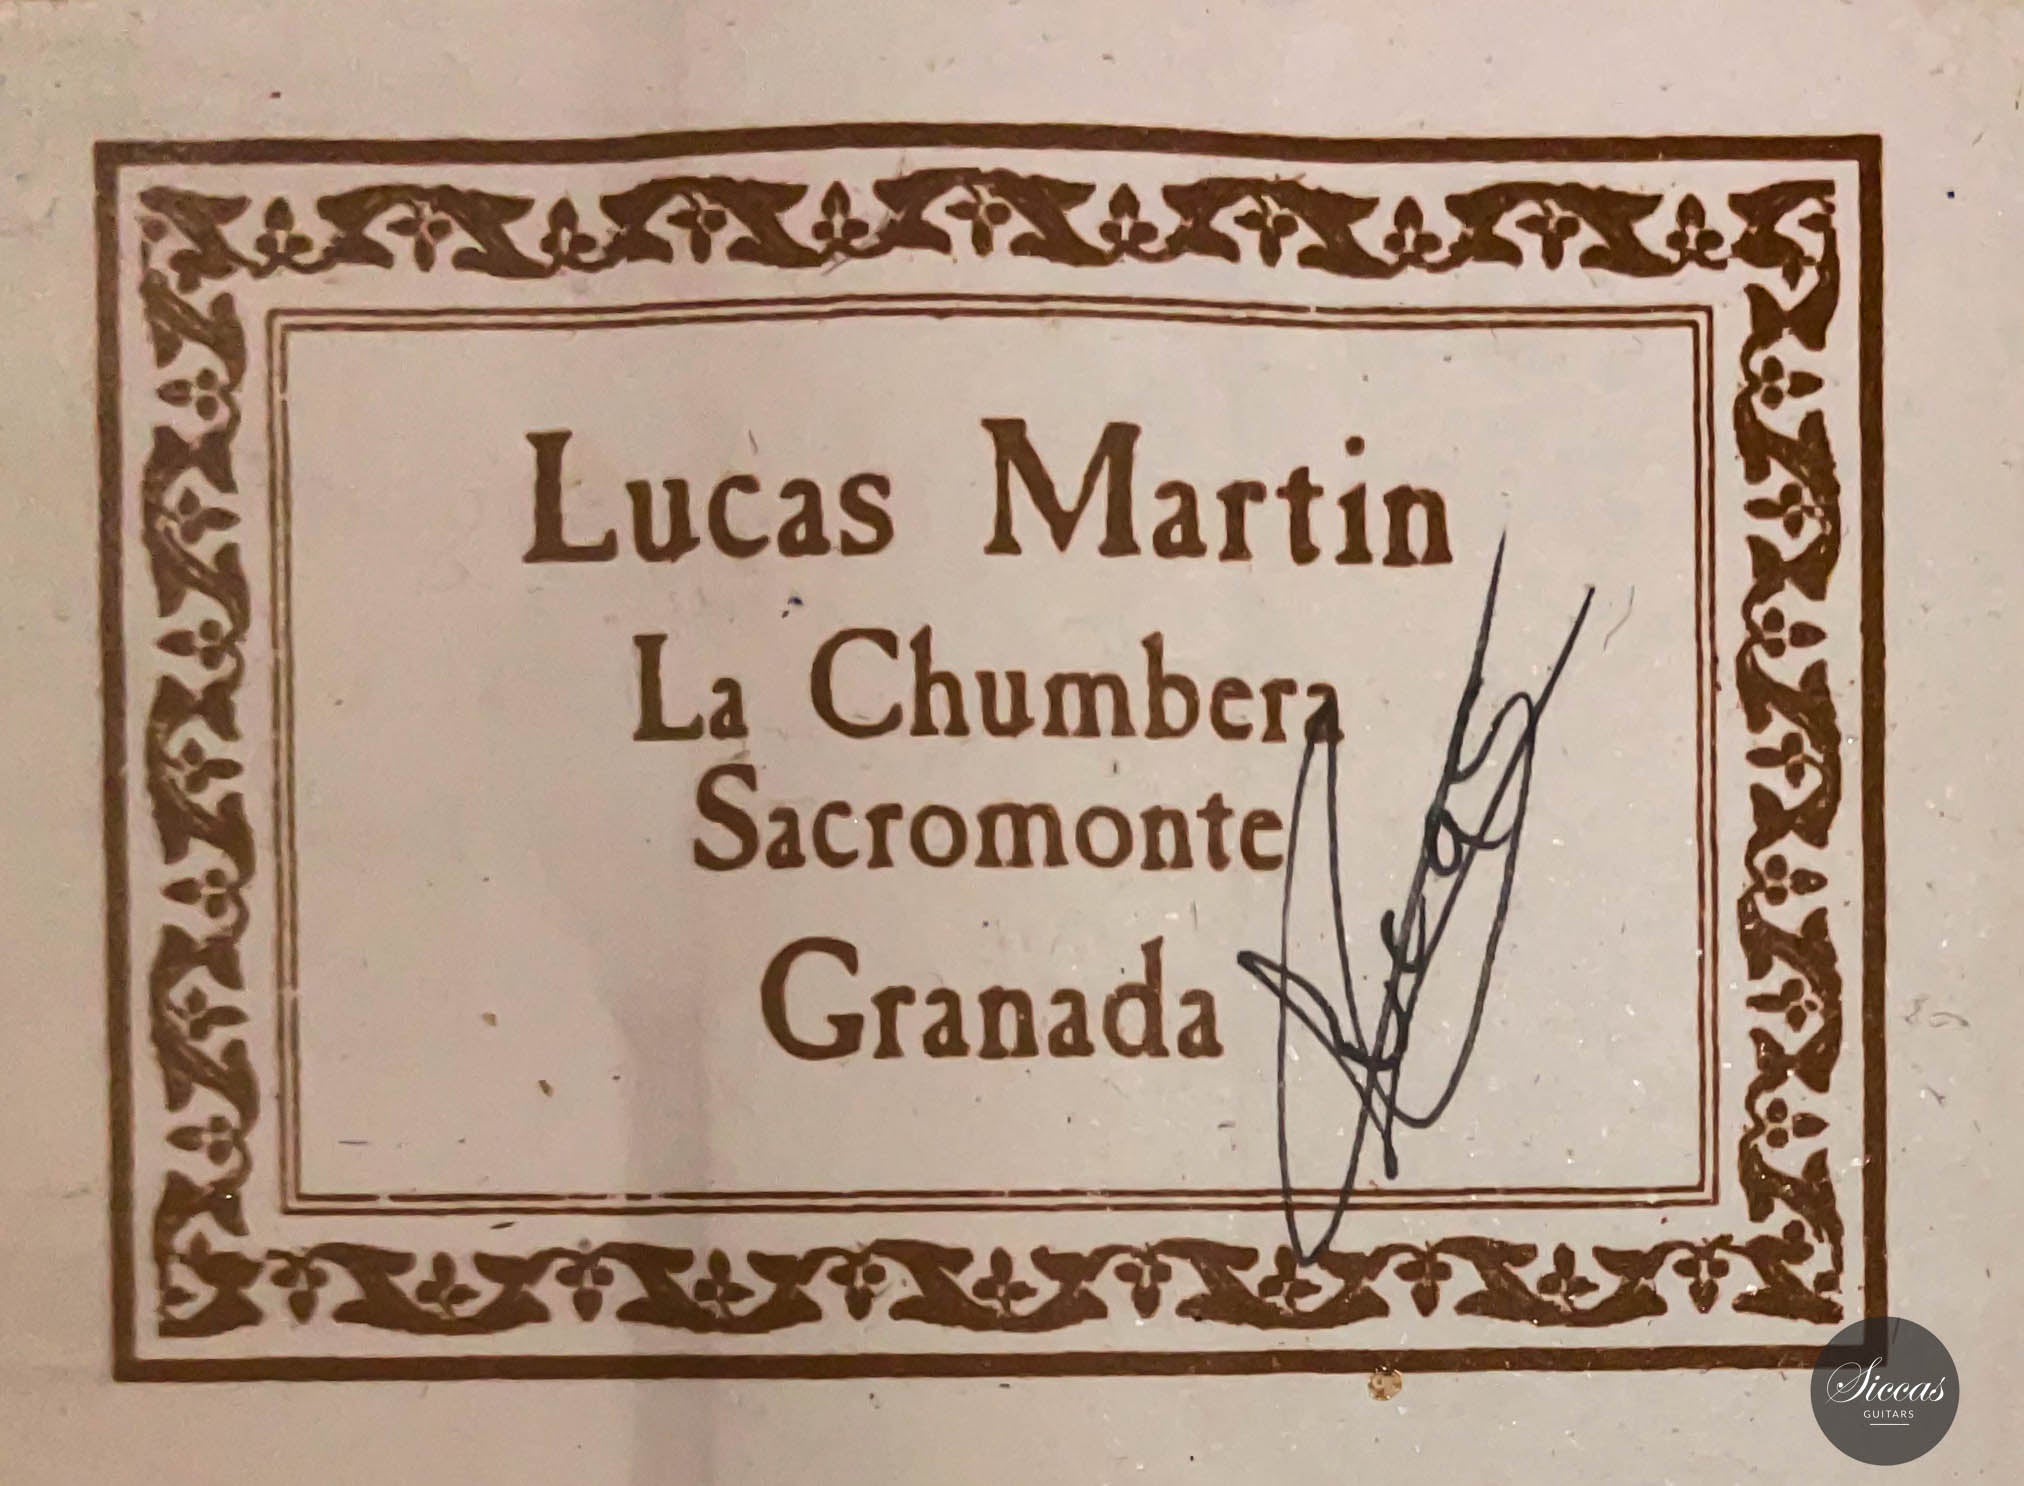 Lucas Martin
La Chumbera
Sacromonte
Granada
Siccas
GUITARS